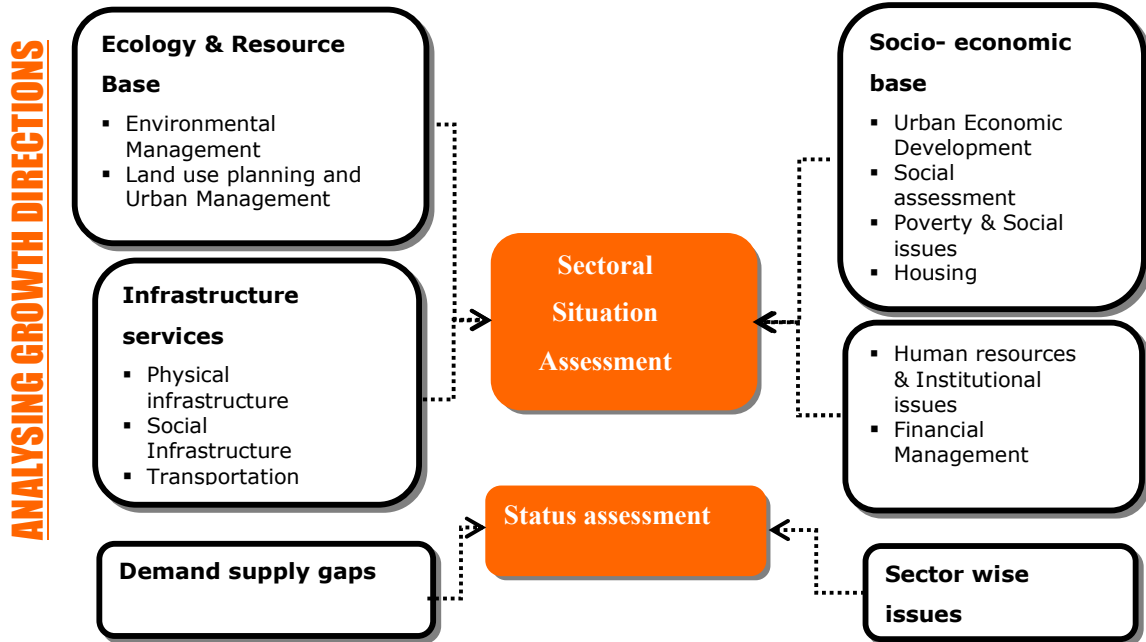 ANALYSING GROWTH DIRECTIONS
Ecology & Resource
Base
▪ Environmental
Management
▪ Land use planning and
Urban Management
Infrastructure
services
▪ Physical
infrastructure
▪ Social
Infrastructure
▪ Transportation
Demand supply gaps
Sectoral
Situation
Assessment
Status assessment
Socio- economic
base
▪ Urban Economic
Development
▪ Social
assessment
▪ Poverty & Social
issues
▪ Housing
▪ Human resources
& Institutional
issues
▪ Financial
Management
Sector wise
issues